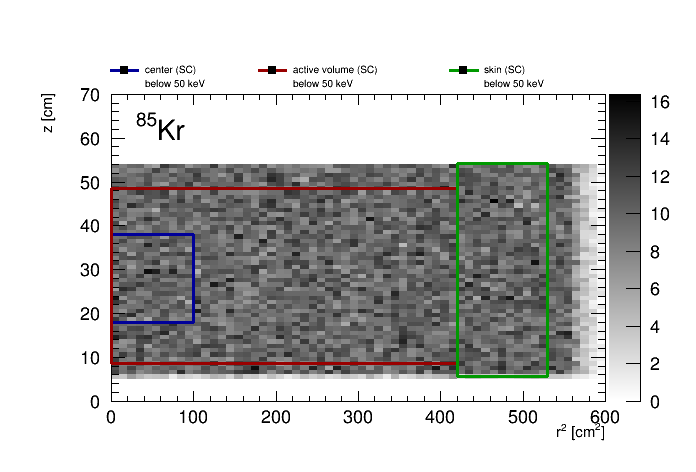 center (SC) active volume (SC) skin (SC)
below 50 keV below 50 keV below 50 keV
z [cm]
⁸⁵Kr
70
60
50
40
30
20
10
0
0 100 200 300 400 500 600
r² [cm²]
16
14
12
10
8
6
4
2
0